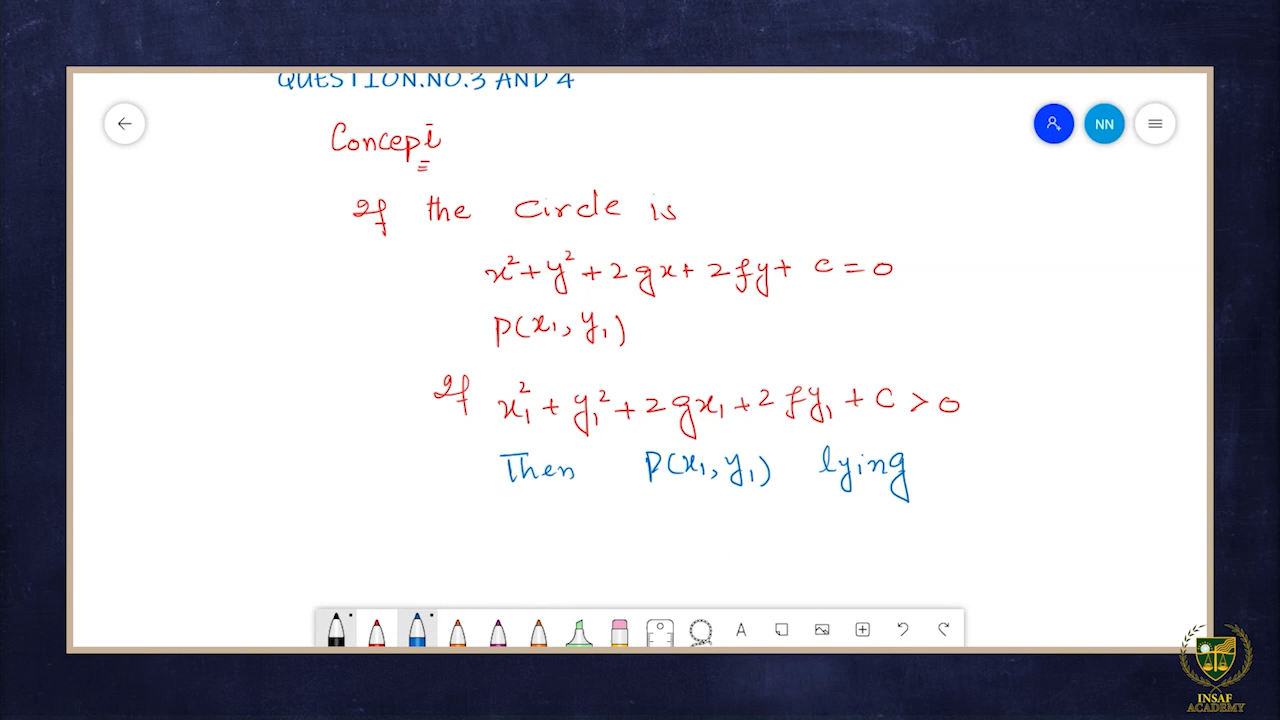 QUESTION.NO.3 AND 4
NN
Concept
If the circle is
x² + y² + 2gx + 2fy + c = 0
P(x₁, y₁)
If x₁² + y₁² + 2gx₁ + 2fy₁ + C > 0
Then P(x₁, y₁) lying
A
INSAF
ACADEMY